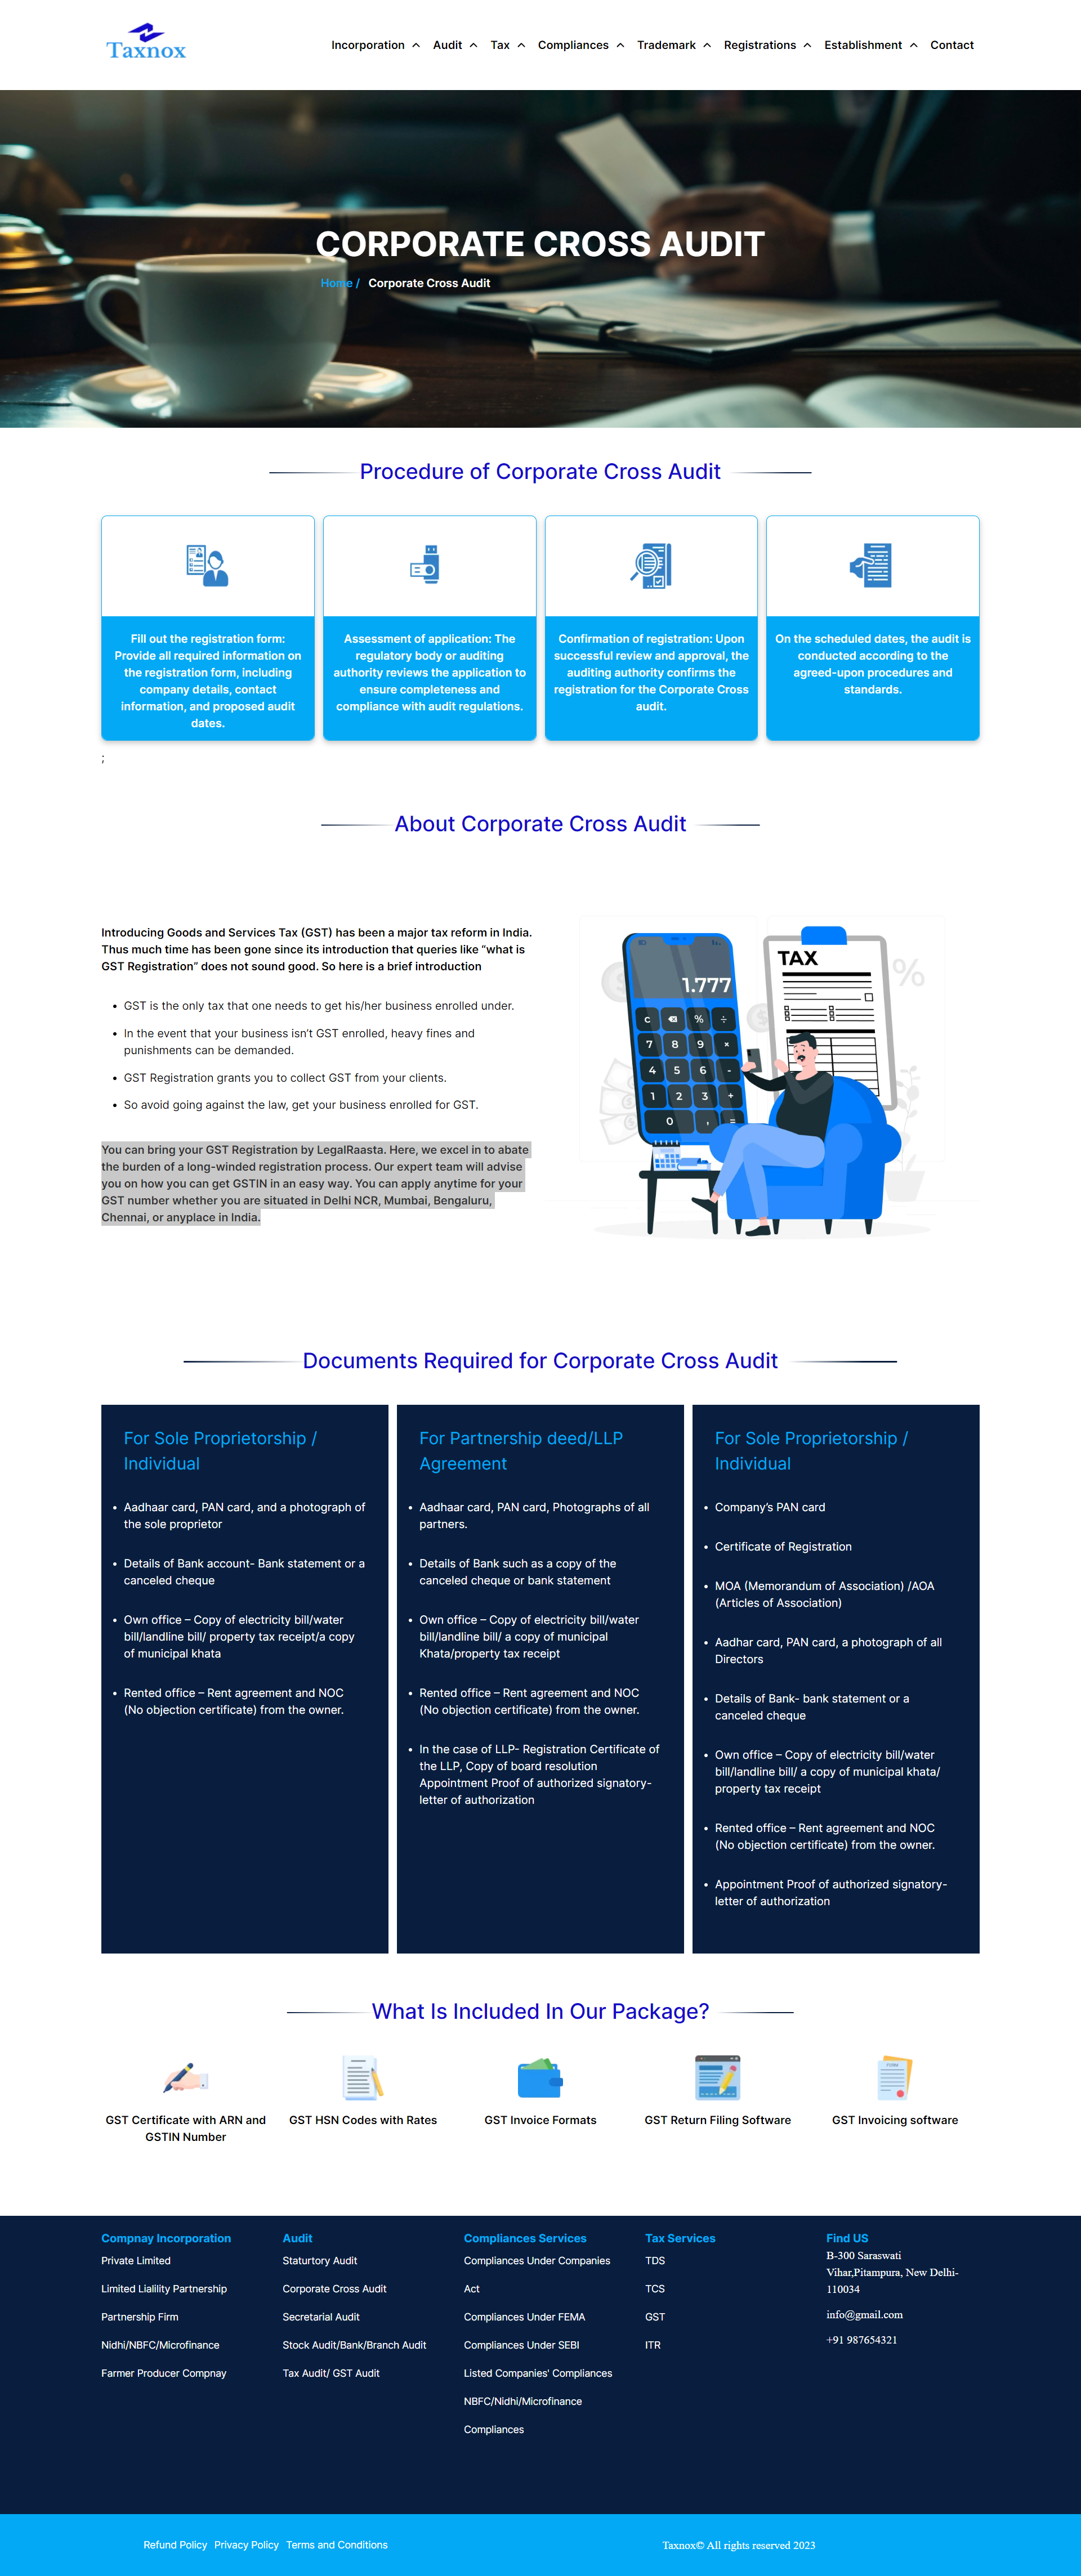 Taxnox
Incorporation Audit Tax Compliances Trademark Registrations Establishment Contact
CORPORATE CROSS AUDIT
Home / Corporate Cross Audit
Procedure of Corporate Cross Audit
Fill out the registration form:
Provide all required information on
the registration form, including
company details, contact
information, and proposed audit
dates.
Assessment of application: The
regulatory body or auditing
authority reviews the application to
ensure completeness and
compliance with audit regulations.
Confirmation of registration: Upon
successful review and approval, the
auditing authority confirms the
registration for the Corporate Cross
audit.
On the scheduled dates, the audit is
conducted according to the
agreed-upon procedures and
standards.
;
About Corporate Cross Audit
Introducing Goods and Services Tax (GST) has been a major tax reform in India.
Thus much time has been gone since its introduction that queries like “what is
GST Registration” does not sound good. So here is a brief introduction
• GST is the only tax that one needs to get his/her business enrolled under.
• In the event that your business isn’t GST enrolled, heavy fines and
punishments can be demanded.
• GST Registration grants you to collect GST from your clients.
• So avoid going against the law, get your business enrolled for GST.
You can bring your GST Registration by LegalRaasta. Here, we excel in to abate
the burden of a long-winded registration process. Our expert team will advise
you on how you can get GSTIN in an easy way. You can apply anytime for your
GST number whether you are situated in Delhi NCR, Mumbai, Bengaluru,
Chennai, or anyplace in India.
1.777
C % ÷
7 8 9 ×
4 5 6 -
1 2 3 +
0 , =
TAX
%
$
Documents Required for Corporate Cross Audit
For Sole Proprietorship /
Individual
• Aadhaar card, PAN card, and a photograph of
the sole proprietor
• Details of Bank account- Bank statement or a
canceled cheque
• Own office – Copy of electricity bill/water
bill/landline bill/ property tax receipt/a copy
of municipal khata
• Rented office – Rent agreement and NOC
(No objection certificate) from the owner.
For Partnership deed/LLP
Agreement
• Aadhaar card, PAN card, Photographs of all
partners.
• Details of Bank such as a copy of the
canceled cheque or bank statement
• Own office – Copy of electricity bill/water
bill/landline bill/ a copy of municipal
Khata/property tax receipt
• Rented office – Rent agreement and NOC
(No objection certificate) from the owner.
• In the case of LLP- Registration Certificate of
the LLP, Copy of board resolution
Appointment Proof of authorized signatory-
letter of authorization
For Sole Proprietorship /
Individual
• Company’s PAN card
• Certificate of Registration
• MOA (Memorandum of Association) /AOA
(Articles of Association)
• Aadhar card, PAN card, a photograph of all
Directors
• Details of Bank- bank statement or a
canceled cheque
• Own office – Copy of electricity bill/water
bill/landline bill/ a copy of municipal khata/
property tax receipt
• Rented office – Rent agreement and NOC
(No objection certificate) from the owner.
• Appointment Proof of authorized signatory-
letter of authorization
What Is Included In Our Package?
GST Certificate with ARN and
GSTIN Number
GST HSN Codes with Rates
GST Invoice Formats
GST Return Filing Software
GST Invoicing software
Compnay Incorporation
Private Limited
Limited Lialility Partnership
Partnership Firm
Nidhi/NBFC/Microfinance
Farmer Producer Compnay
Audit
Staturtory Audit
Corporate Cross Audit
Secretarial Audit
Stock Audit/Bank/Branch Audit
Tax Audit/ GST Audit
Compliances Services
Compliances Under Companies
Act
Compliances Under FEMA
Compliances Under SEBI
Listed Companies' Compliances
NBFC/Nidhi/Microfinance
Compliances
Tax Services
TDS
TCS
GST
ITR
Find US
B-300 Saraswati
Vihar,Pitampura, New Delhi-
110034
info@gmail.com
+91 987654321
Refund Policy Privacy Policy Terms and Conditions
Taxnox© All rights reserved 2023